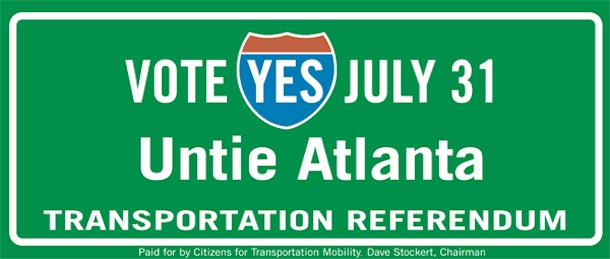 VOTE YES JULY 31
Untie Atlanta
TRANSPORTATION REFERENDUM
Paid for by Citizens for Transportation Mobility. Dave Stockert, Chairman